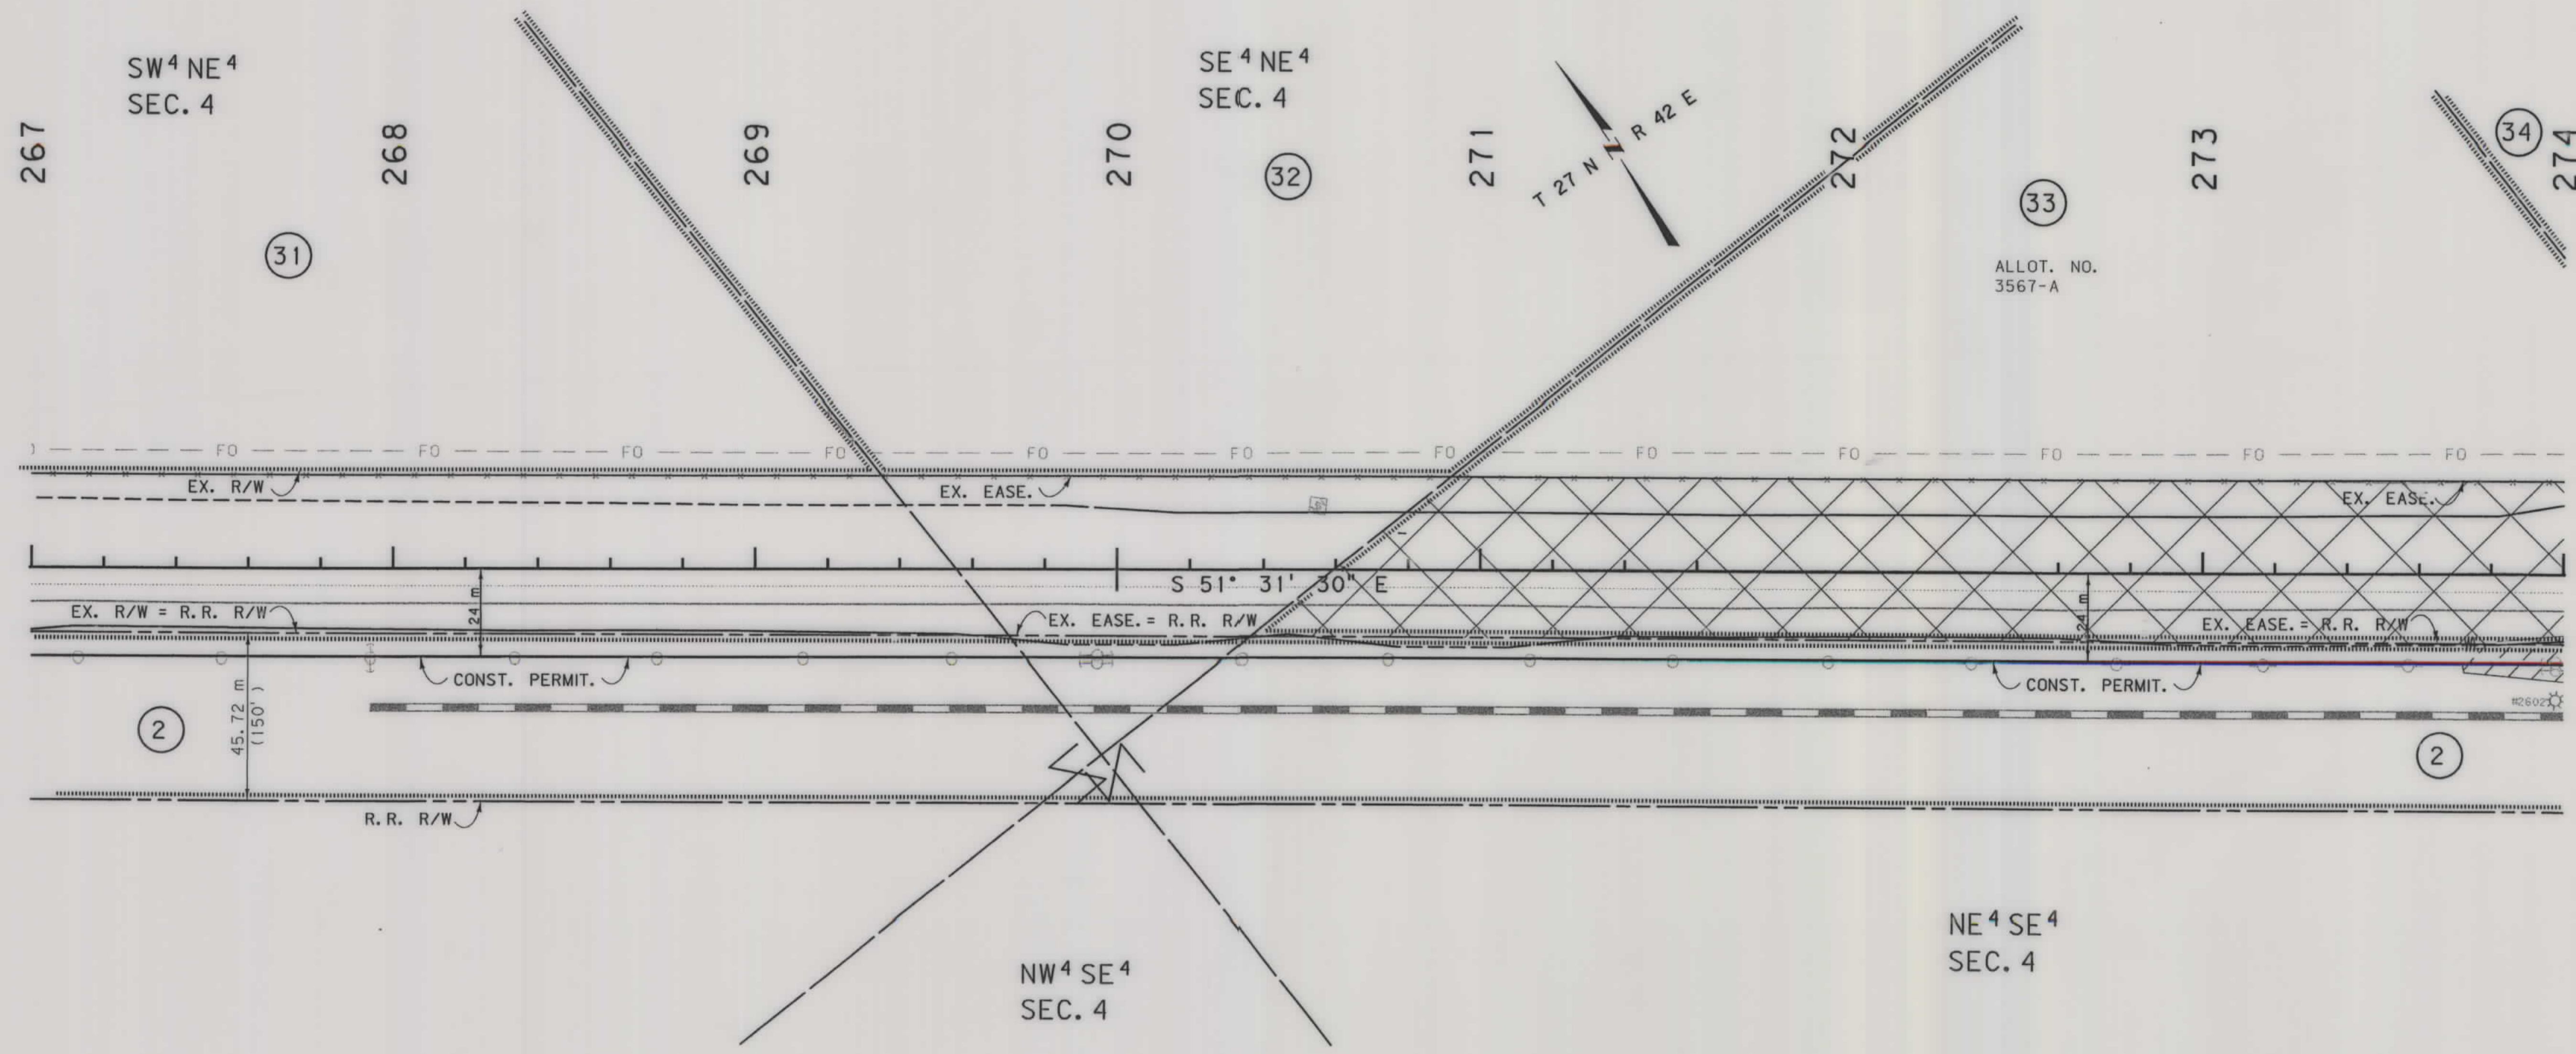 SW⁴ NE⁴
SEC. 4
SE⁴ NE⁴
SEC. 4
267
268
269
270
271
272
273
274
T 27 N R 42 E
31
32
33
34
ALLOT. NO.
3567-A
FO FO FO FO FO FO FO FO FO FO FO FO
EX. R/W
EX. EASE.
EX. EASE.
S 51° 31' 30" E
24 m
24 m
EX. R/W = R.R. R/W
EX. EASE. = R.R. R/W
EX. EASE. = R.R. R/W
CONST. PERMIT.
CONST. PERMIT.
45.72 m
(150')
2
2
R.R. R/W
NW⁴ SE⁴
SEC. 4
NE⁴ SE⁴
SEC. 4